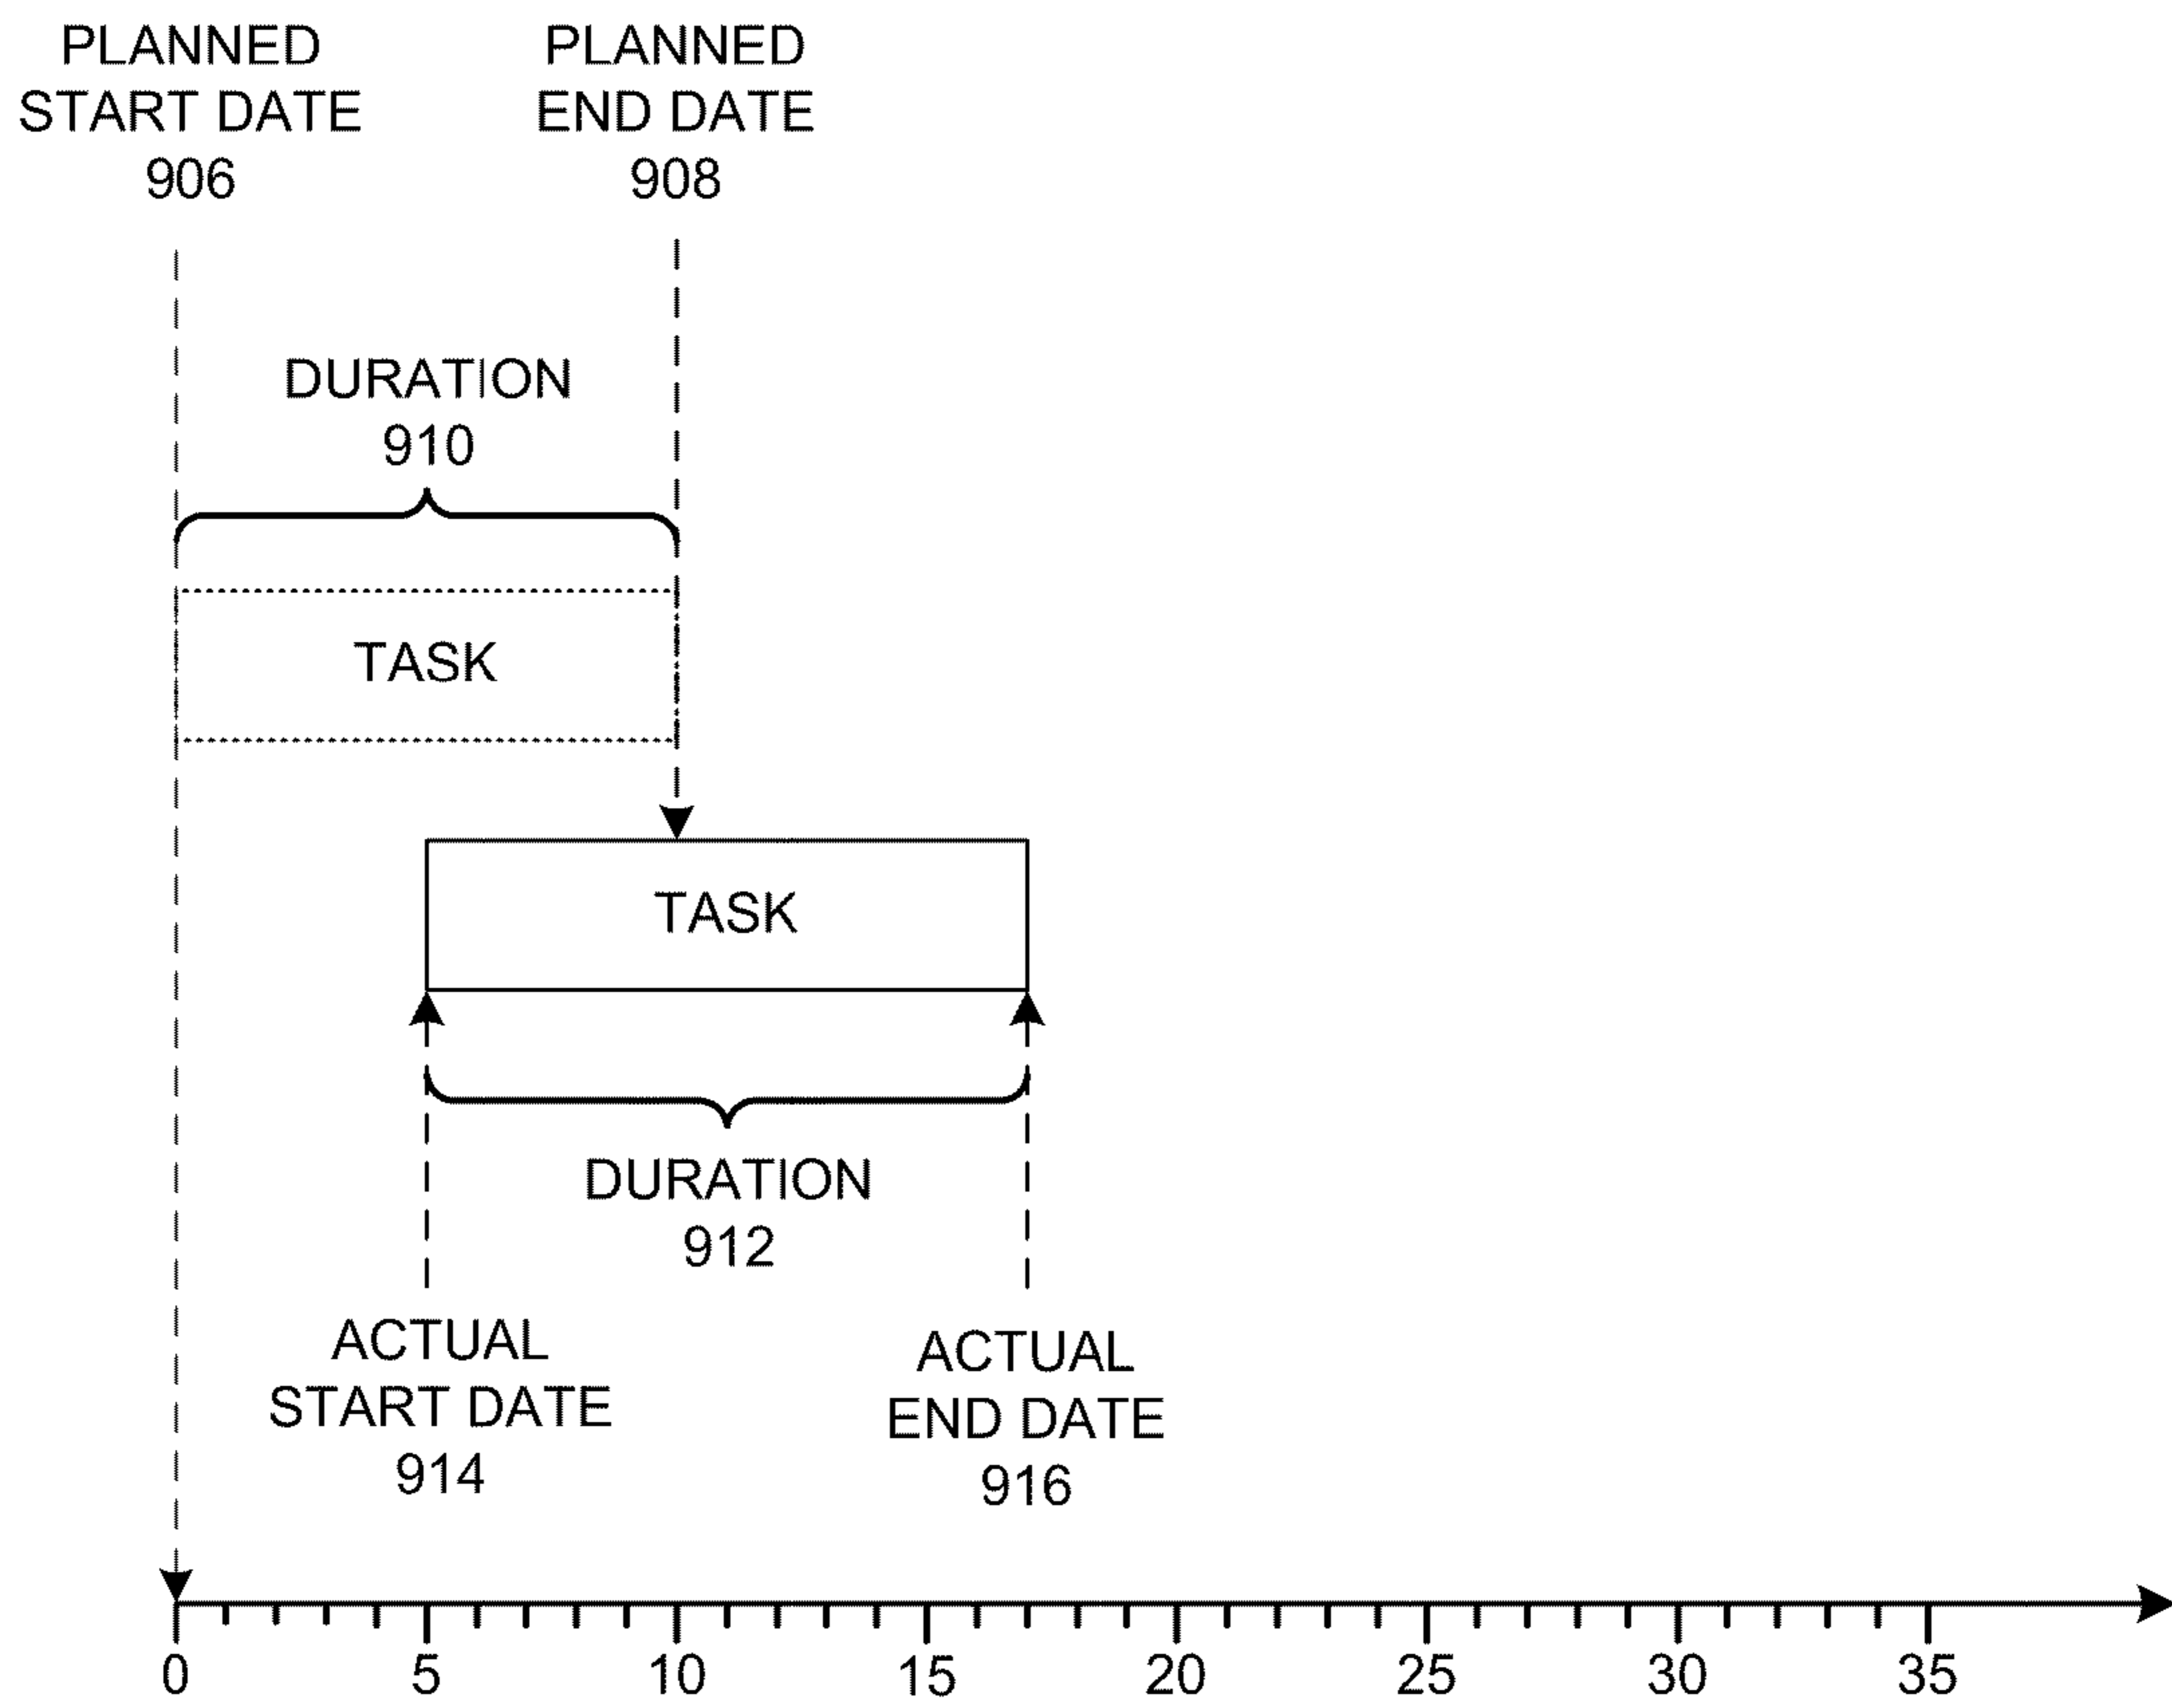 PLANNED
START DATE
906
PLANNED
END DATE
908
DURATION
910
TASK
TASK
DURATION
912
ACTUAL
START DATE
914
ACTUAL
END DATE
916
0 5 10 15 20 25 30 35